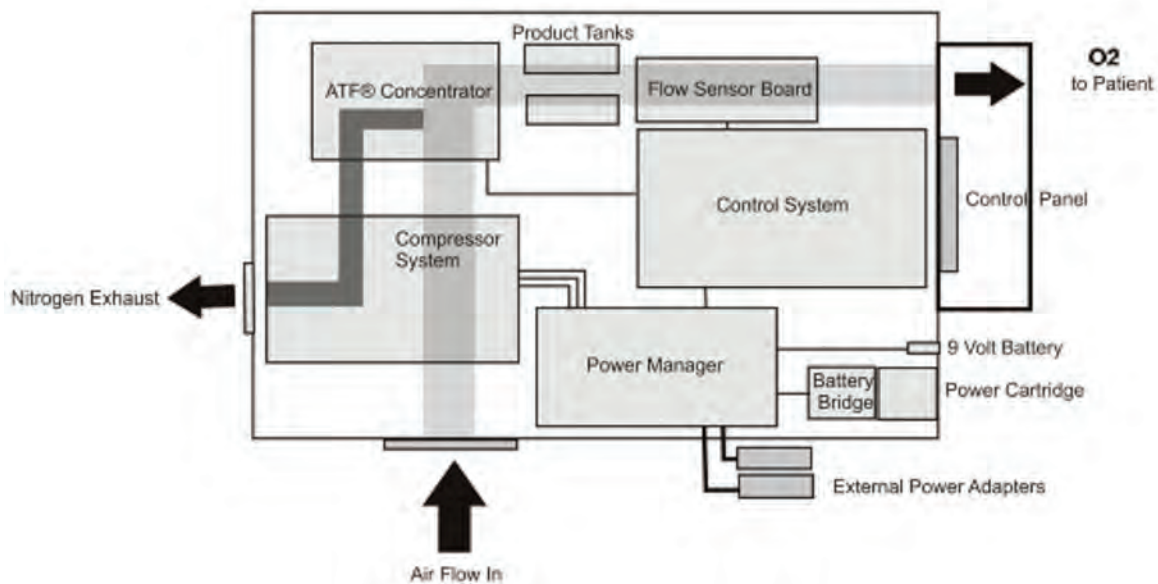 Product Tanks
O2
to Patient
ATF® Concentrator
Flow Sensor Board
Control System
Control Panel
Compressor
System
Nitrogen Exhaust
9 Volt Battery
Power Manager
Battery
Bridge
Power Cartridge
External Power Adapters
Air Flow In